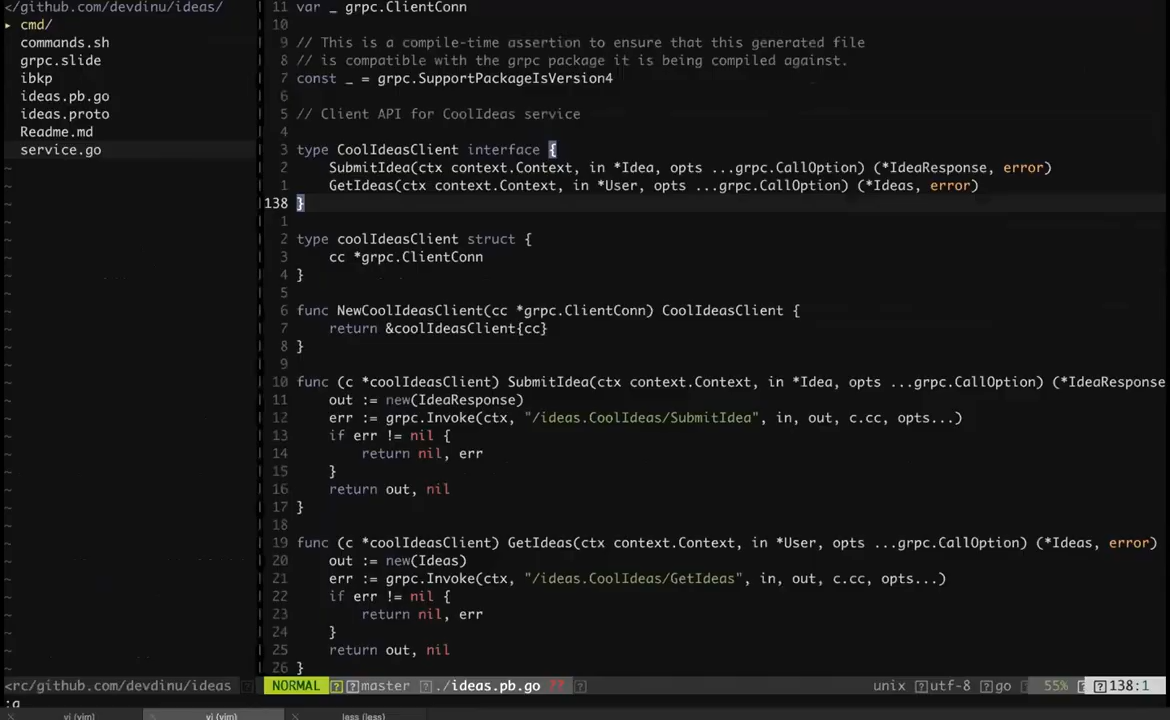 </github.com/devdinu/ideas/
▸ cmd/
commands.sh
grpc.slide
ibkp
ideas.pb.go
ideas.proto
Readme.md
service.go
11 var _ grpc.ClientConn
10
9 // This is a compile-time assertion to ensure that this generated file
8 // is compatible with the grpc package it is being compiled against.
7 const _ = grpc.SupportPackageIsVersion4
6
5 // Client API for CoolIdeas service
4
3 type CoolIdeasClient interface {
2 SubmitIdea(ctx context.Context, in *Idea, opts ...grpc.CallOption) (*IdeaResponse, error)
1 GetIdeas(ctx context.Context, in *User, opts ...grpc.CallOption) (*Ideas, error)
138 }
1
2 type coolIdeasClient struct {
3 cc *grpc.ClientConn
4 }
5
6 func NewCoolIdeasClient(cc *grpc.ClientConn) CoolIdeasClient {
7 return &coolIdeasClient{cc}
8 }
9
10 func (c *coolIdeasClient) SubmitIdea(ctx context.Context, in *Idea, opts ...grpc.CallOption) (*IdeaResponse
11 out := new(IdeaResponse)
12 err := grpc.Invoke(ctx, "/ideas.CoolIdeas/SubmitIdea", in, out, c.cc, opts...)
13 if err != nil {
14 return nil, err
15 }
16 return out, nil
17 }
18
19 func (c *coolIdeasClient) GetIdeas(ctx context.Context, in *User, opts ...grpc.CallOption) (*Ideas, error)
20 out := new(Ideas)
21 err := grpc.Invoke(ctx, "/ideas.CoolIdeas/GetIdeas", in, out, c.cc, opts...)
22 if err != nil {
23 return nil, err
24 }
25 return out, nil
26 }
<rc/github.com/devdinu/ideas
NORMAL master ./ideas.pb.go ?? unix utf-8 go 55% 138:1
vi (vim) vi (vim) less (less)